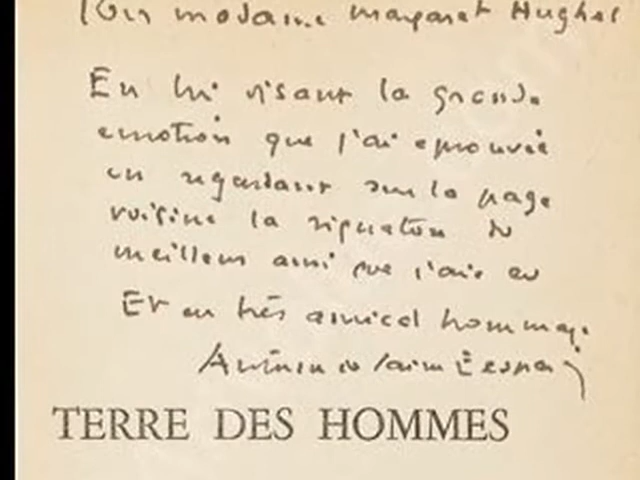 Pour madame Margaret Hughes
En lui disant la grande
emotion que j'ai eprouvée
en regardant sur la page
voisine la signature du
meilleur ami que j'aie eu
Et en très amical hommage
Antoine de Saint Exupéry
TERRE DES HOMMES